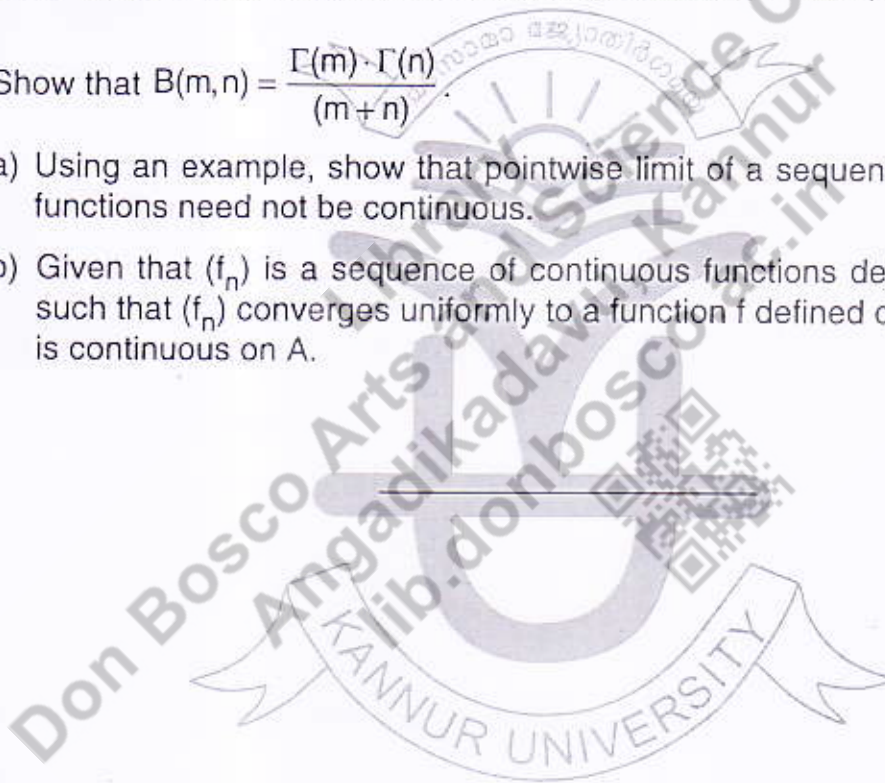 Show that B(m,n) = Γ(m)·Γ(n) / (m + n).
a) Using an example, show that pointwise limit of a sequen
functions need not be continuous.
b) Given that (fₙ) is a sequence of continuous functions de
such that (fₙ) converges uniformly to a function f defined
is continuous on A.
Don Bosco Arts and Science
Angadikadavu, Kannur
Library
lib.donbosco ac.in
KANNUR UNIVERSITY